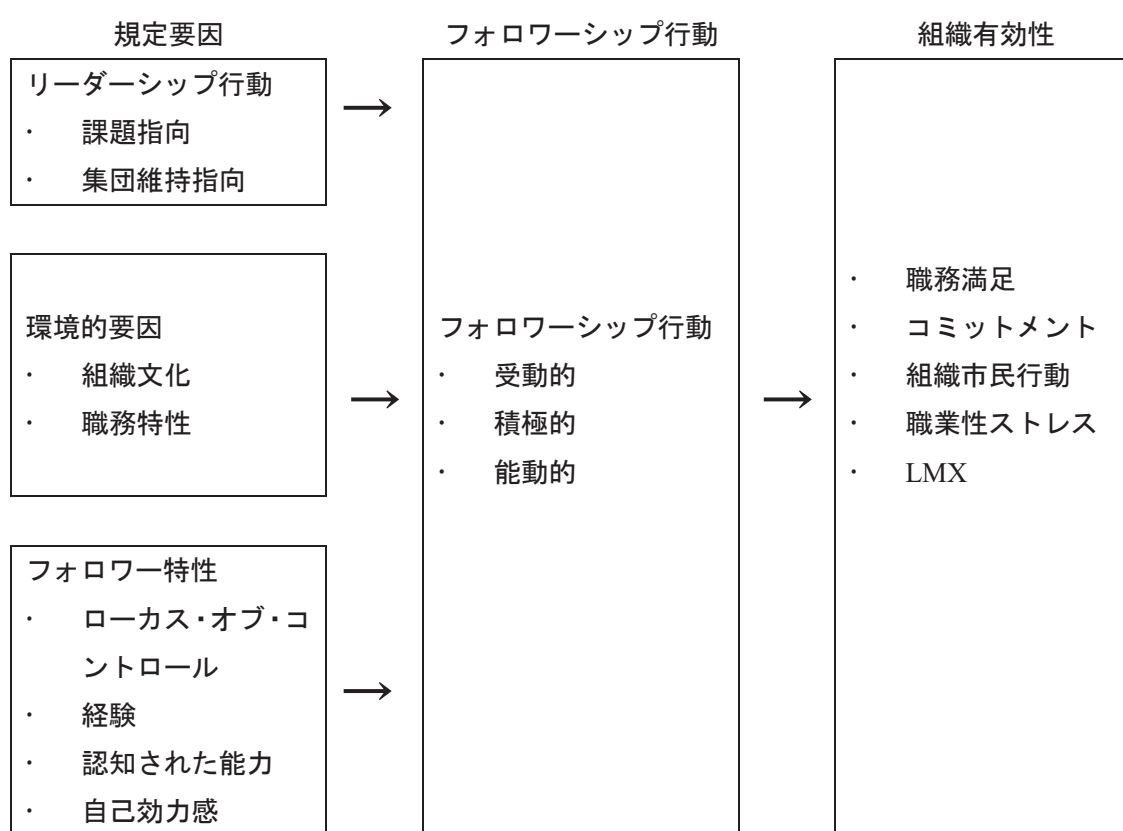 規定要因
フォロワーシップ行動
組織有効性
リーダーシップ行動
・ 課題指向
・ 集団維持指向
→
環境的要因
・ 組織文化
・ 職務特性
→
フォロワー特性
・ ローカス・オブ・コ
ントロール
・ 経験
・ 認知された能力
・ 自己効力感
→
フォロワーシップ行動
・ 受動的
・ 積極的
・ 能動的
→
・ 職務満足
・ コミットメント
・ 組織市民行動
・ 職業性ストレス
・ LMX